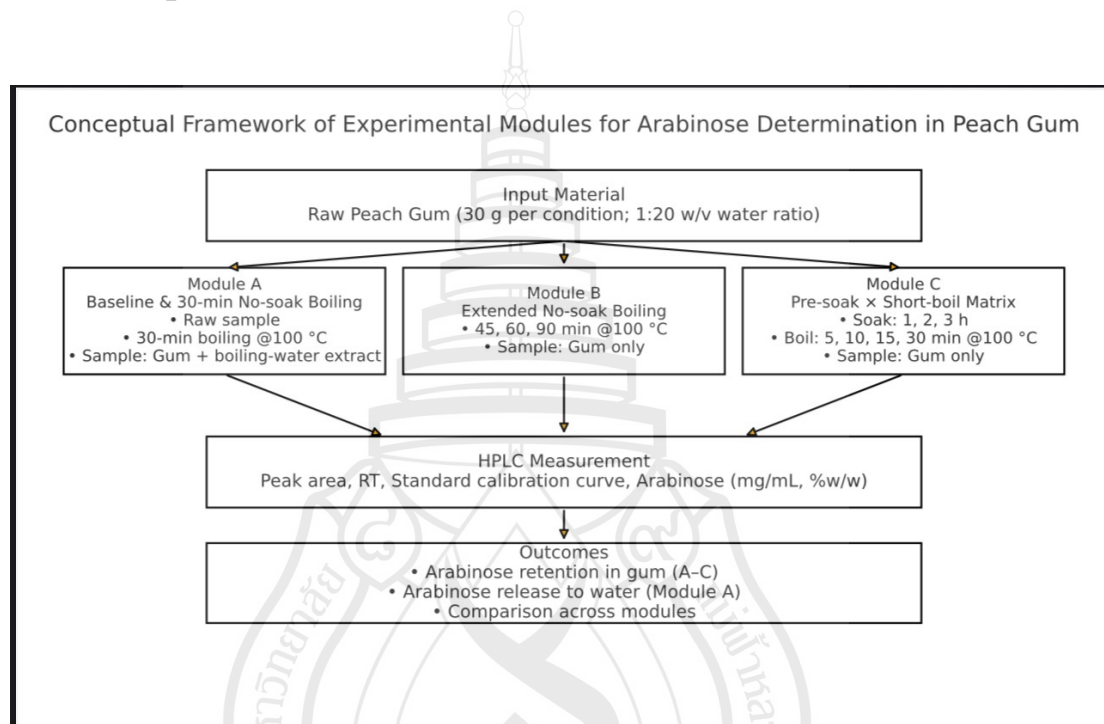 Conceptual Framework of Experimental Modules for Arabinose Determination in Peach Gum
Input Material
Raw Peach Gum (30 g per condition; 1:20 w/v water ratio)
Module A
Baseline & 30-min No-soak Boiling
• Raw sample
• 30-min boiling @100 °C
• Sample: Gum + boiling-water extract
Module B
Extended No-soak Boiling
• 45, 60, 90 min @100 °C
• Sample: Gum only
Module C
Pre-soak × Short-boil Matrix
• Soak: 1, 2, 3 h
• Boil: 5, 10, 15, 30 min @100 °C
• Sample: Gum only
HPLC Measurement
Peak area, RT, Standard calibration curve, Arabinose (mg/mL, %w/w)
Outcomes
• Arabinose retention in gum (A–C)
• Arabinose release to water (Module A)
• Comparison across modules